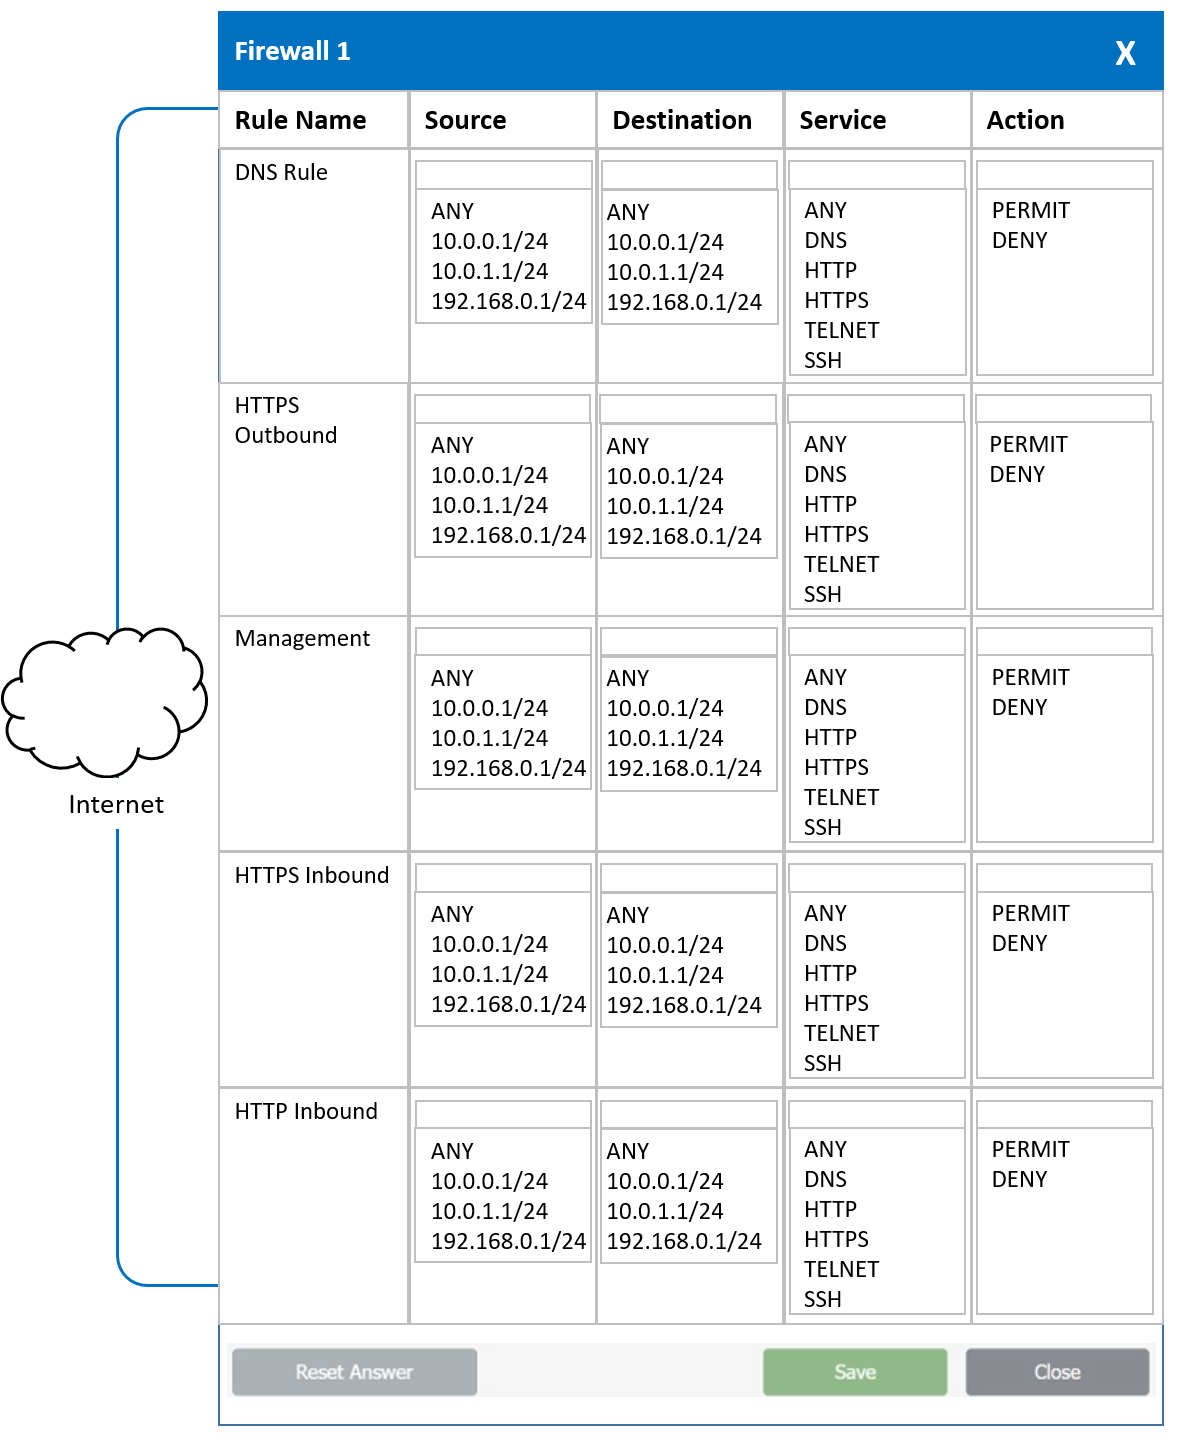 Firewall 1 X
Rule Name Source Destination Service Action
DNS Rule
ANY ANY ANY PERMIT
10.0.0.1/24 10.0.0.1/24 DNS DENY
10.0.1.1/24 10.0.1.1/24 HTTP
192.168.0.1/24 192.168.0.1/24 HTTPS
TELNET
SSH
HTTPS
Outbound
ANY ANY ANY PERMIT
10.0.0.1/24 10.0.0.1/24 DNS DENY
10.0.1.1/24 10.0.1.1/24 HTTP
192.168.0.1/24 192.168.0.1/24 HTTPS
TELNET
SSH
Management
ANY ANY ANY PERMIT
10.0.0.1/24 10.0.0.1/24 DNS DENY
10.0.1.1/24 10.0.1.1/24 HTTP
192.168.0.1/24 192.168.0.1/24 HTTPS
Internet
TELNET
SSH
HTTPS Inbound
ANY ANY ANY PERMIT
10.0.0.1/24 10.0.0.1/24 DNS DENY
10.0.1.1/24 10.0.1.1/24 HTTP
192.168.0.1/24 192.168.0.1/24 HTTPS
TELNET
SSH
HTTP Inbound
ANY ANY ANY PERMIT
10.0.0.1/24 10.0.0.1/24 DNS DENY
10.0.1.1/24 10.0.1.1/24 HTTP
192.168.0.1/24 192.168.0.1/24 HTTPS
TELNET
SSH
Reset Answer Save Close